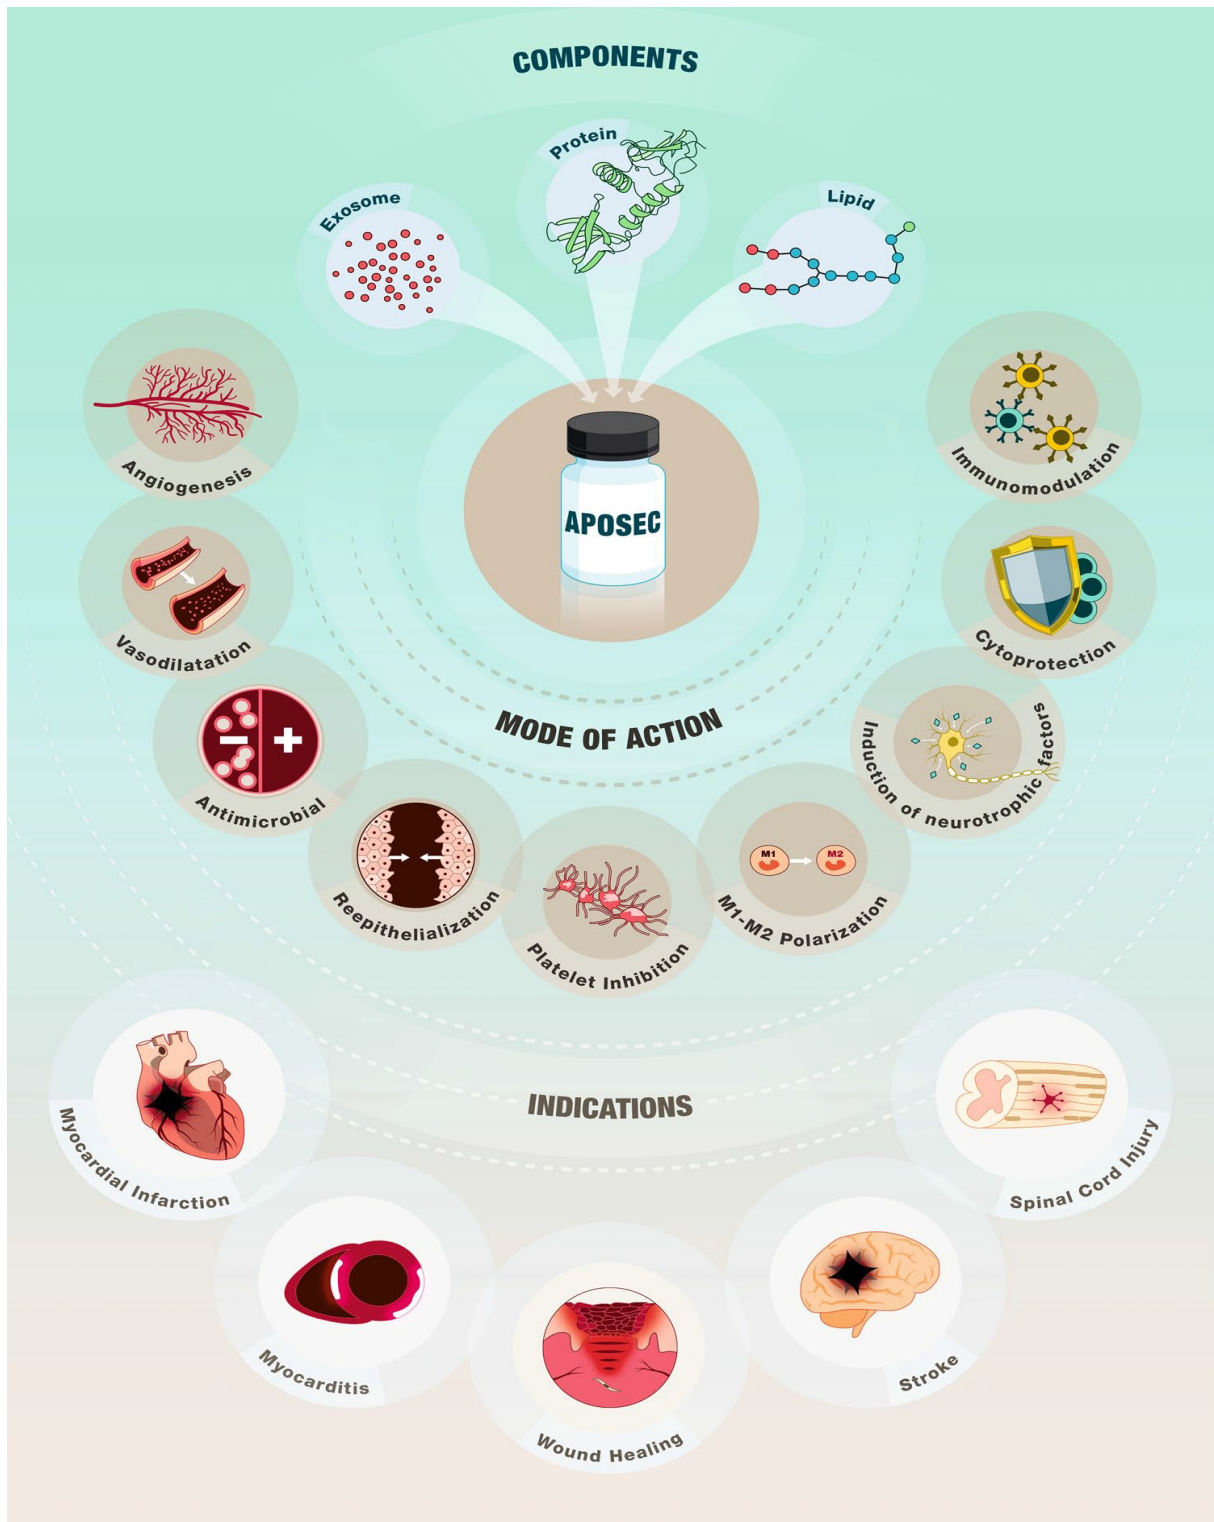 COMPONENTS
Exosome
Protein
Lipid
APOSEC
MODE OF ACTION
Angiogenesis
Vasodilatation
Antimicrobial
Reepithelialization
Platelet Inhibition
M1
M2
M1-M2 Polarization
Induction of neurotrophic factors
Cytoprotection
Immunomodulation
INDICATIONS
Myocardial Infarction
Myocarditis
Wound Healing
Stroke
Spinal Cord Injury